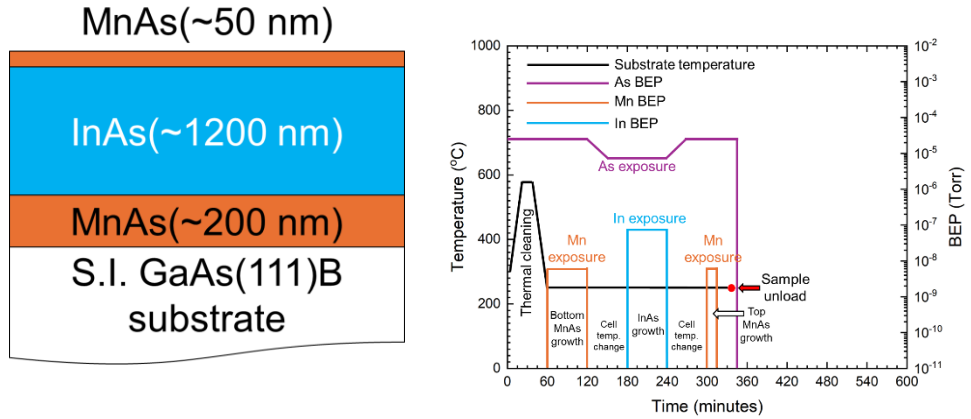 MnAs(~50 nm)
InAs(~1200 nm)
MnAs(~200 nm)
S.I. GaAs(111)B
substrate
Temperature (°C)
1000
800
600
400
200
0
Substrate temperature
As BEP
Mn BEP
In BEP
As exposure
Thermal cleaning
In exposure
Mn
exposure
Mn
exposure
Sample
unload
Bottom
MnAs
growth
Cell
temp.
change
InAs
growth
Cell
temp.
change
Top
MnAs
growth
10⁻²
10⁻³
10⁻⁴
10⁻⁵
10⁻⁶
10⁻⁷
10⁻⁸
10⁻⁹
10⁻¹⁰
10⁻¹¹
BEP (Torr)
0 60 120 180 240 300 360 420 480 540 600
Time (minutes)